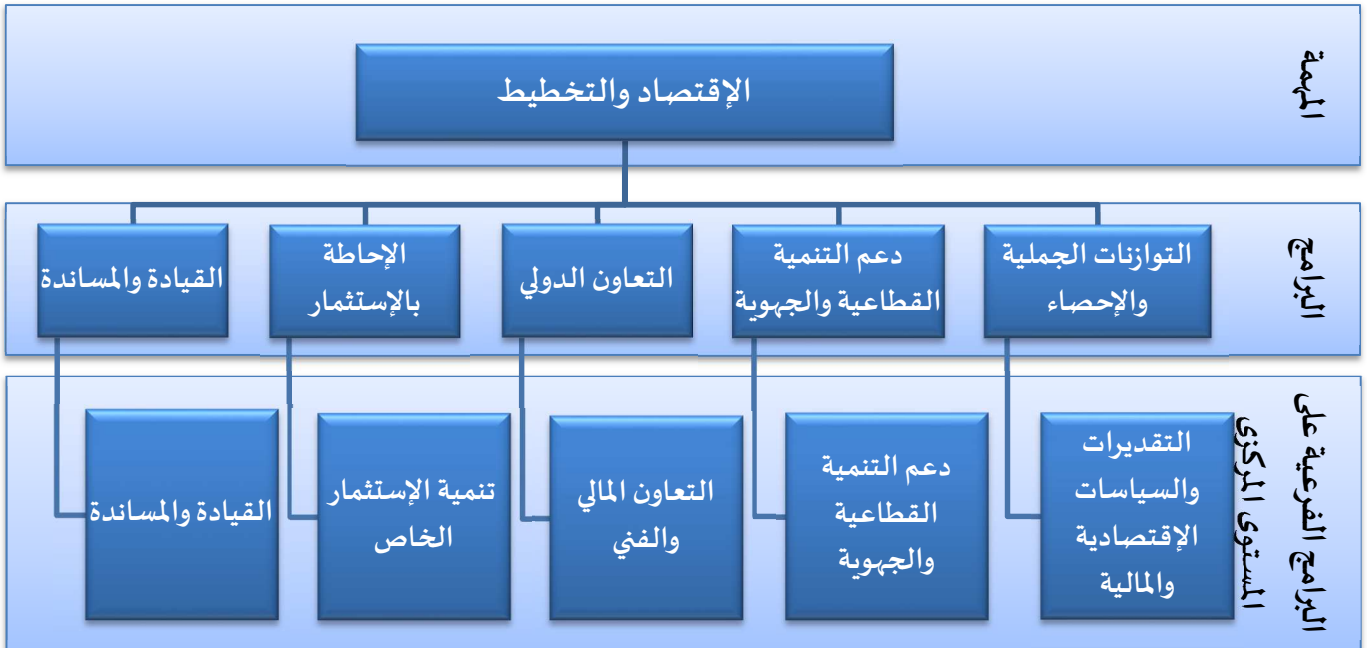 المهمة
الإقتصاد والتخطيط
البرامج
التوازنات الجملية
والإحصاء
دعم التنمية
القطاعية والجهوية
التعاون الدولي
الإحاطة
بالإستثمار
القيادة والمساندة
البرامج الفرعية على
المستوى المركزي
التقديرات
والسياسات
الإقتصادية
والمالية
دعم التنمية
القطاعية
والجهوية
التعاون المالي
والفني
تنمية الإستثمار
الخاص
القيادة والمساندة